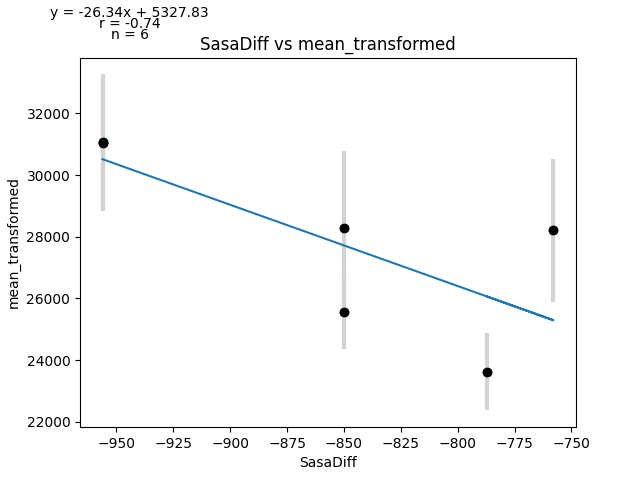 y = -26.34x + 5327.83
r = -0.74
n = 6
SasaDiff vs mean_transformed
mean_transformed
32000
30000
28000
26000
24000
22000
−950 −925 −900 −875 −850 −825 −800 −775 −750
SasaDiff